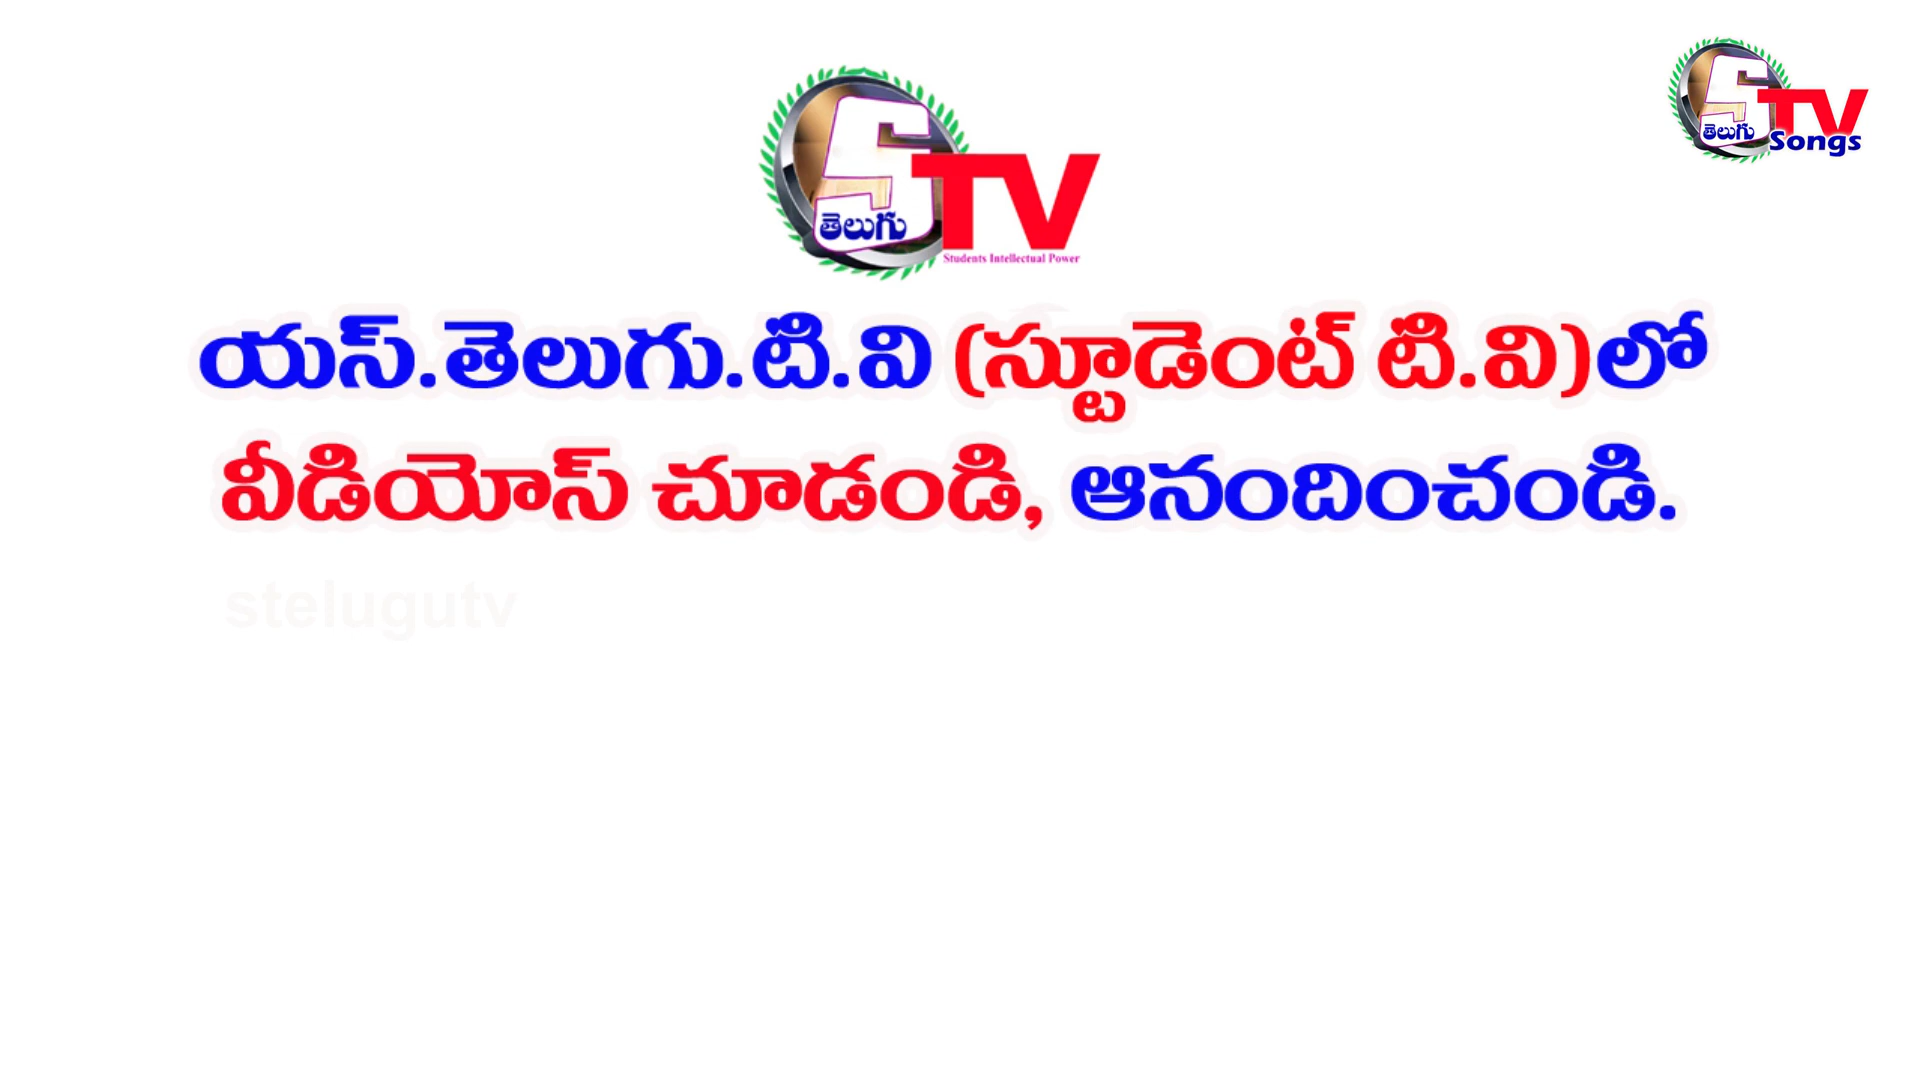 S TV
తెలుగు
Students Intellectual Power
S TV
తెలుగు Songs
యస్.తెలుగు.టి.వి (స్టూడెంట్ టి.వి)లో
వీడియోస్ చూడండి, ఆనందించండి.
stelugutv